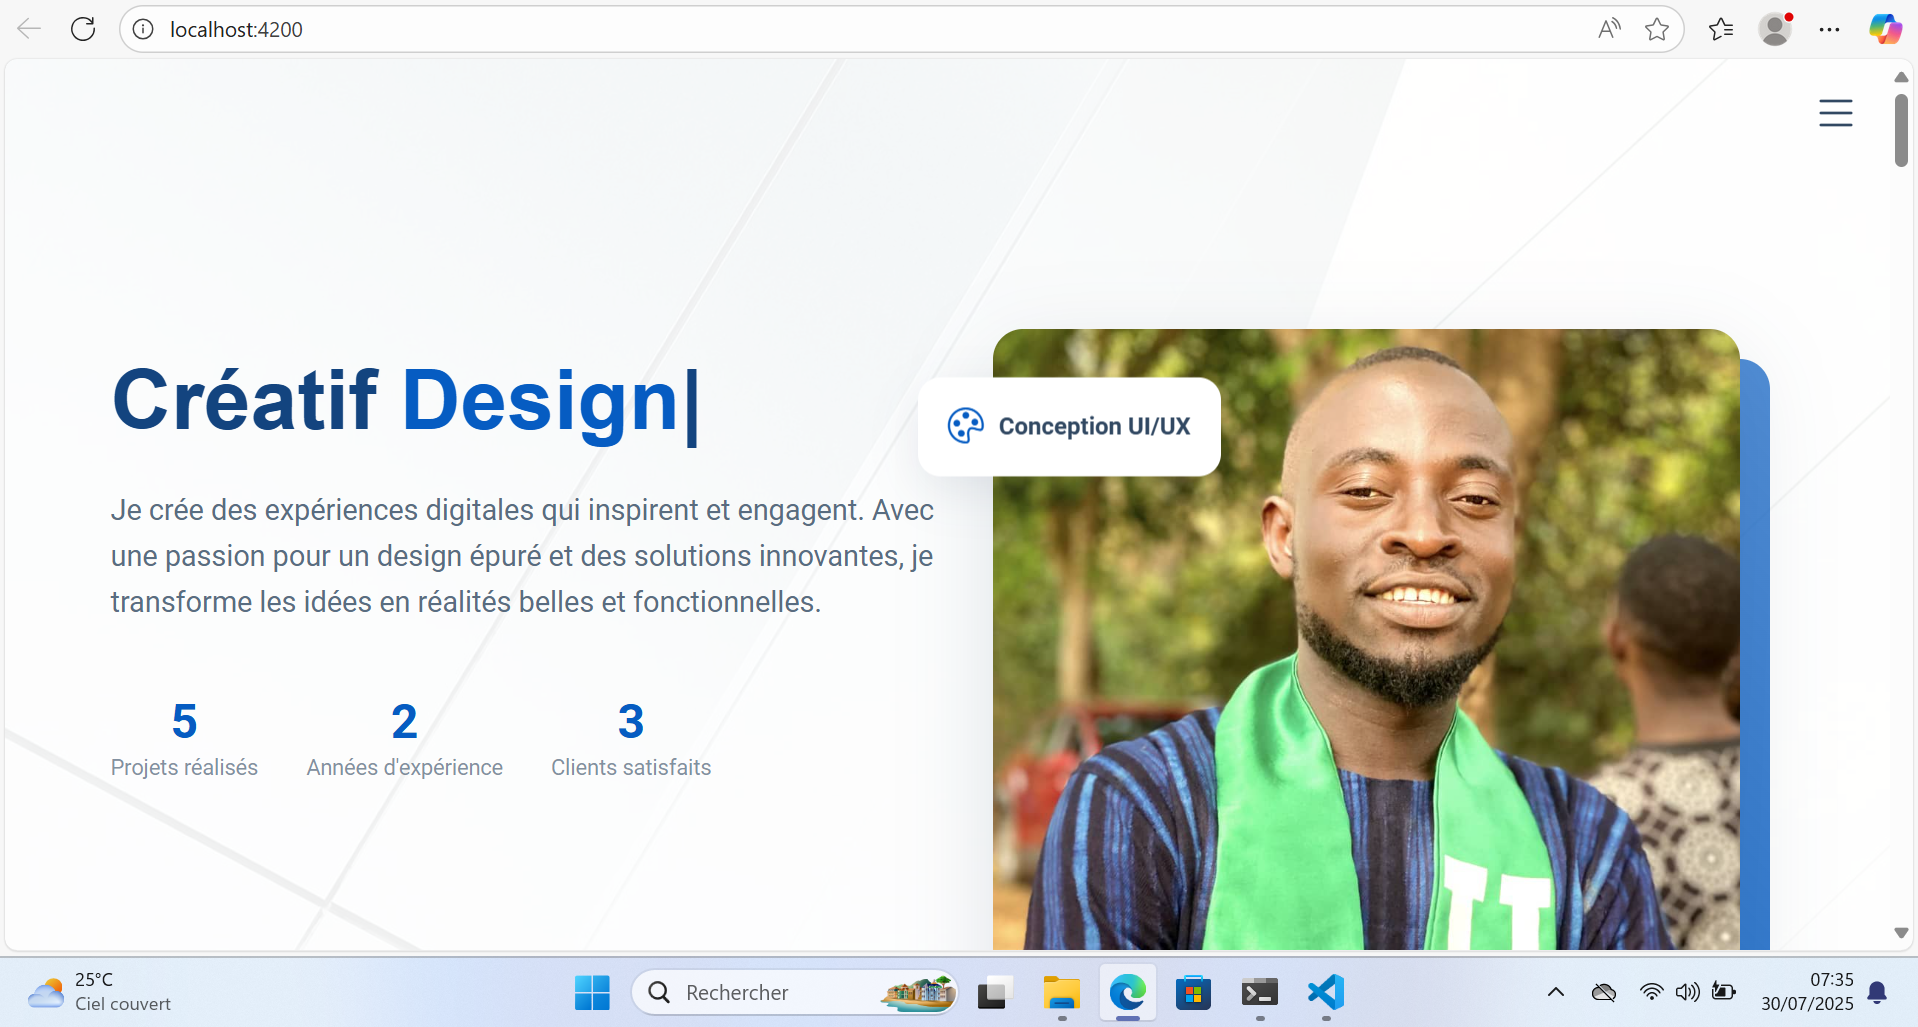 localhost:4200
Créatif Design|
Conception UI/UX
Je crée des expériences digitales qui inspirent et engagent. Avec
une passion pour un design épuré et des solutions innovantes, je
transforme les idées en réalités belles et fonctionnelles.
5
Projets réalisés
2
Années d'expérience
3
Clients satisfaits
25°C
Ciel couvert
Rechercher
07:35
30/07/2025